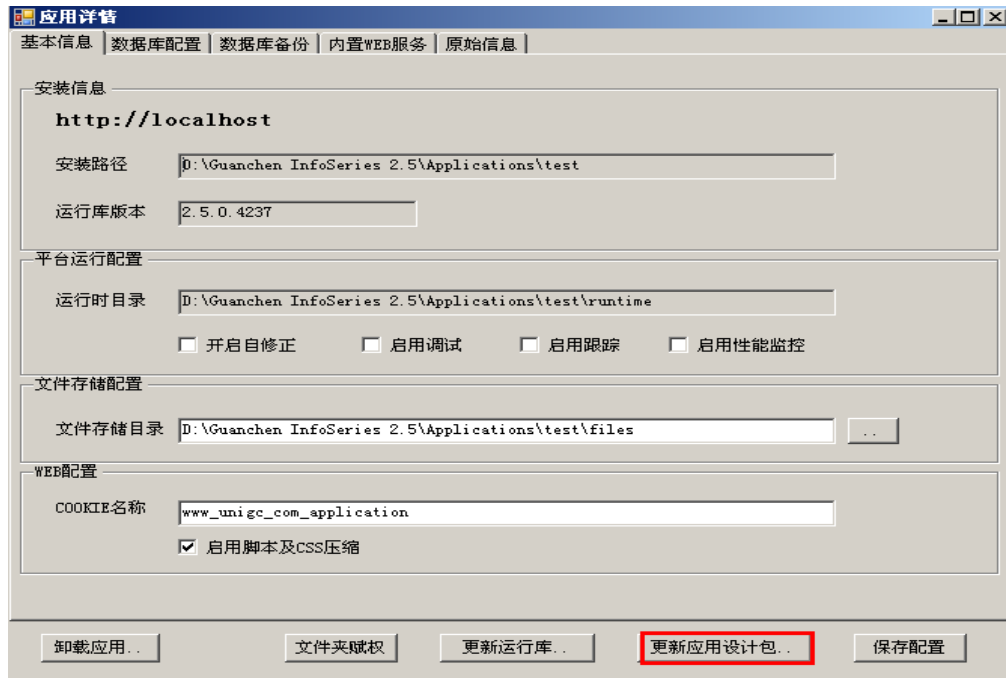 应用详情
基本信息 数据库配置 数据库备份 内置WEB服务 原始信息
安装信息
http://localhost
安装路径 D:\Guanchen InfoSeries 2.5\Applications\test
运行库版本 2.5.0.4237
平台运行配置
运行时目录 D:\Guanchen InfoSeries 2.5\Applications\test\runtime
开启自修正 启用调试 启用跟踪 启用性能监控
文件存储配置
文件存储目录 D:\Guanchen InfoSeries 2.5\Applications\test\files ..
WEB配置
COOKIE名称 www_unigc_com_application
启用脚本及CSS压缩
卸载应用.. 文件夹赋权 更新运行库.. 更新应用设计包.. 保存配置